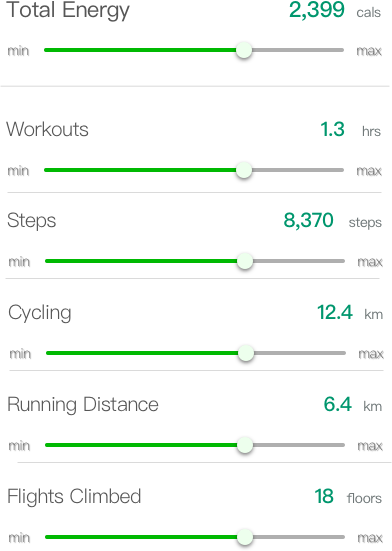 Total Energy 2,399 cals
min max
Workouts 1.3 hrs
min max
Steps 8,370 steps
min max
Cycling 12.4 km
min max
Running Distance 6.4 km
min max
Flights Climbed 18 floors
min max